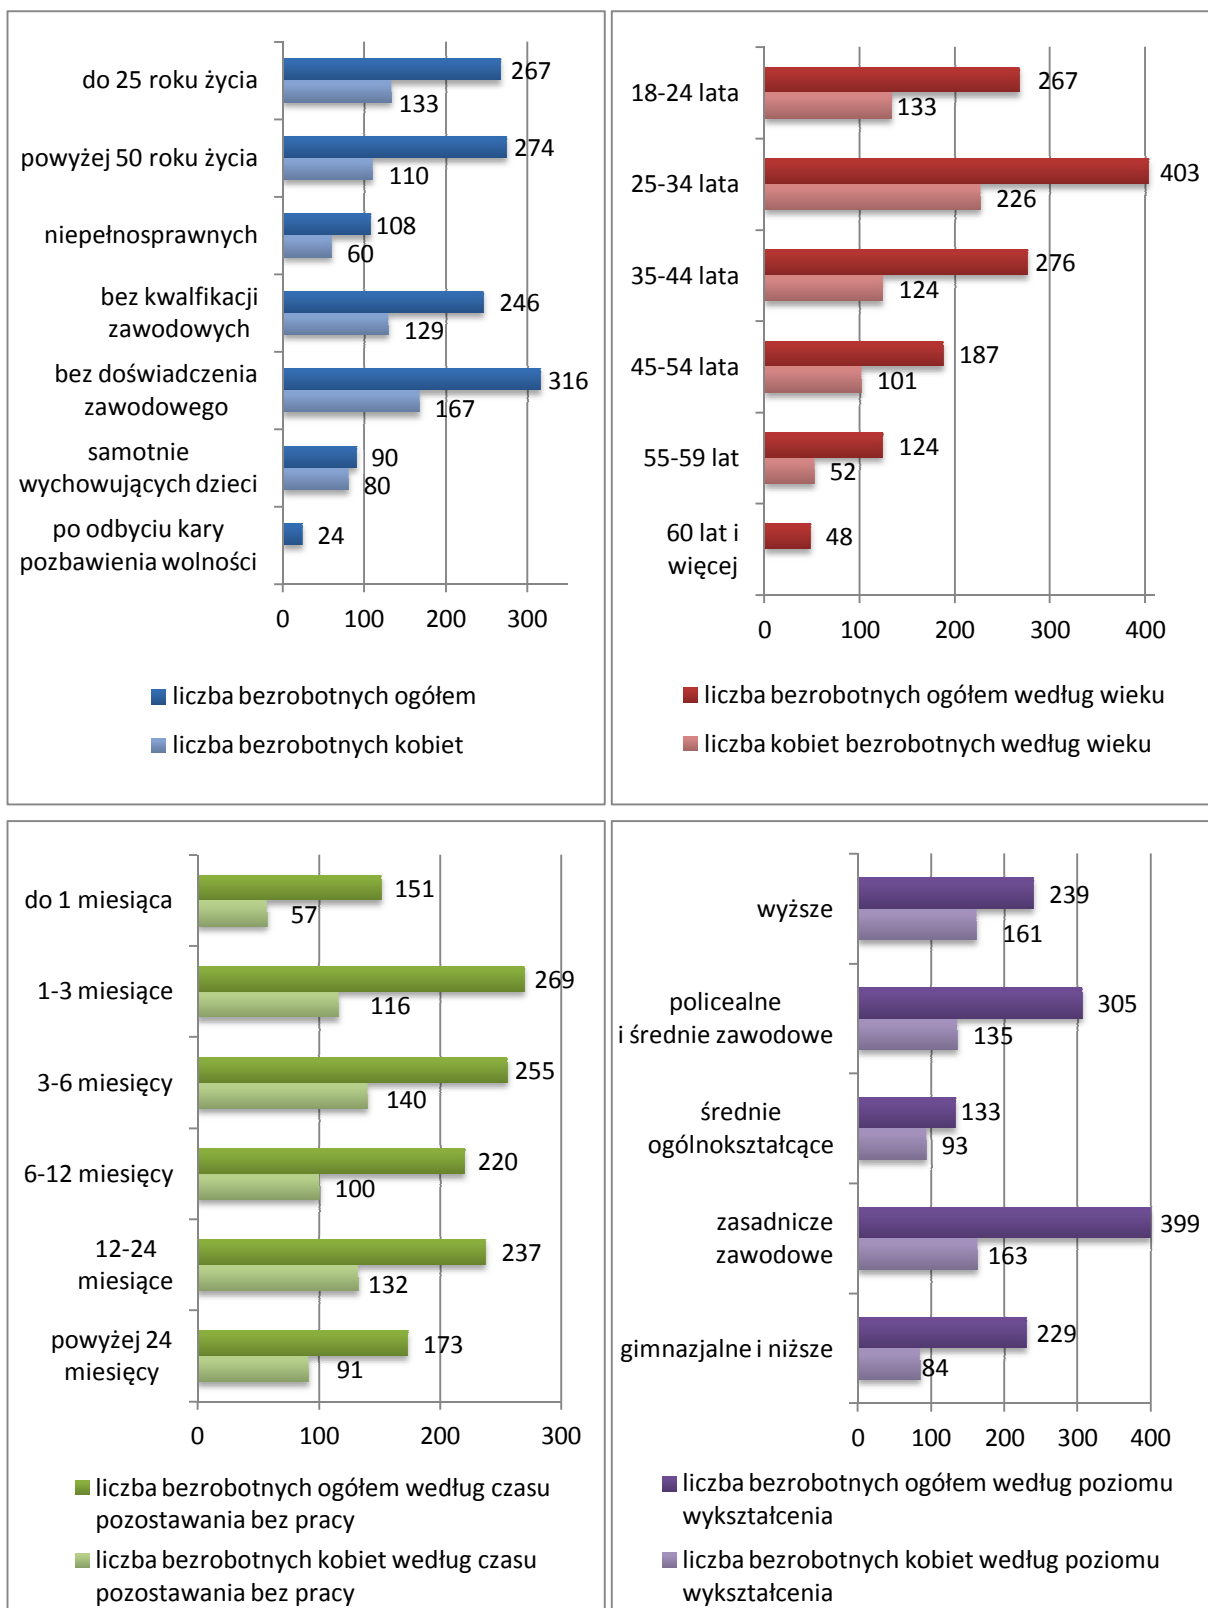 do 25 roku życia
267
133
powyżej 50 roku życia
274
110
niepełnosprawnych
108
60
bez kwalfikacji
zawodowych
246
129
bez doświadczenia
zawodowego
316
167
samotnie
wychowujących dzieci
90
80
po odbyciu kary
pozbawienia wolności
24
0 100 200 300
liczba bezrobotnych ogółem
liczba bezrobotnych kobiet
18-24 lata
267
133
25-34 lata
403
226
35-44 lata
276
124
45-54 lata
187
101
55-59 lat
124
52
60 lat i
więcej
48
0 100 200 300 400
liczba bezrobotnych ogółem według wieku
liczba kobiet bezrobotnych według wieku
do 1 miesiąca
151
57
1-3 miesiące
269
116
3-6 miesięcy
255
140
6-12 miesięcy
220
100
12-24
miesiące
237
132
powyżej 24
miesięcy
173
91
0 100 200 300
liczba bezrobotnych ogółem według czasu
pozostawania bez pracy
liczba bezrobotnych kobiet według czasu
pozostawania bez pracy
wyższe
239
161
policealne
i średnie zawodowe
305
135
średnie
ogólnokształcące
133
93
zasadnicze
zawodowe
399
163
gimnazjalne i niższe
229
84
0 100 200 300 400
liczba bezrobotnych ogółem według poziomu
wykształcenia
liczba bezrobotnych kobiet według poziomu
wykształcenia